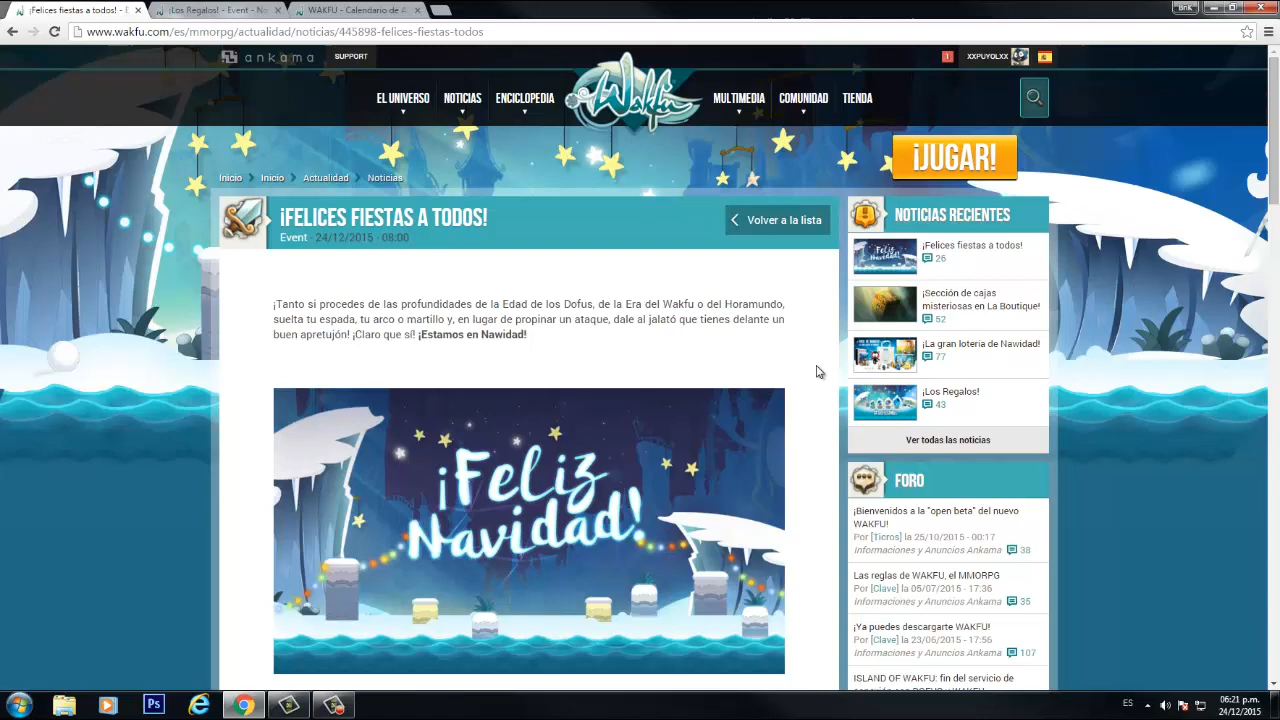 ¡Felices fiestas a todos! - E
¡Los Regalos! - Event - No
WAKFU - Calendario de A
BnK
www.wakfu.com/es/mmorpg/actualidad/noticias/445898-felices-fiestas-todos
ankama
SUPPORT
1
XXPUYOLXX
EL UNIVERSO
NOTICIAS
ENCICLOPEDIA
Wakfu
MULTIMEDIA
COMUNIDAD
TIENDA
¡JUGAR!
Inicio
Inicio
Actualidad
Noticias
¡FELICES FIESTAS A TODOS!
Event - 24/12/2015 - 08:00
Volver a la lista
¡Tanto si procedes de las profundidades de la Edad de los Dofus, de la Era del Wakfu o del Horamundo,
suelta tu espada, tu arco o martillo y, en lugar de propinar un ataque, dale al jalató que tienes delante un
buen apretujón! ¡Claro que sí! ¡Estamos en Nawidad!
¡Feliz
Navidad!
NOTICIAS RECIENTES
¡Felices fiestas a todos!
26
¡Sección de cajas
misteriosas en La Boutique!
52
¡La gran lotería de Nawidad!
77
¡Los Regalos!
43
Ver todas las noticias
FORO
¡Bienvenidos a la "open beta" del nuevo
WAKFU!
Por [Ticros] la 25/10/2015 - 00:17
Informaciones y Anuncios Ankama 38
Las reglas de WAKFU, el MMORPG
Por [Clave] la 05/07/2015 - 17:36
Informaciones y Anuncios Ankama 35
¡Ya puedes descargarte WAKFU!
Por [Clave] la 23/06/2015 - 17:56
Informaciones y Anuncios Ankama 107
ISLAND OF WAKFU: fin del servicio de
Ps
ES
06:21 p.m.
24/12/2015